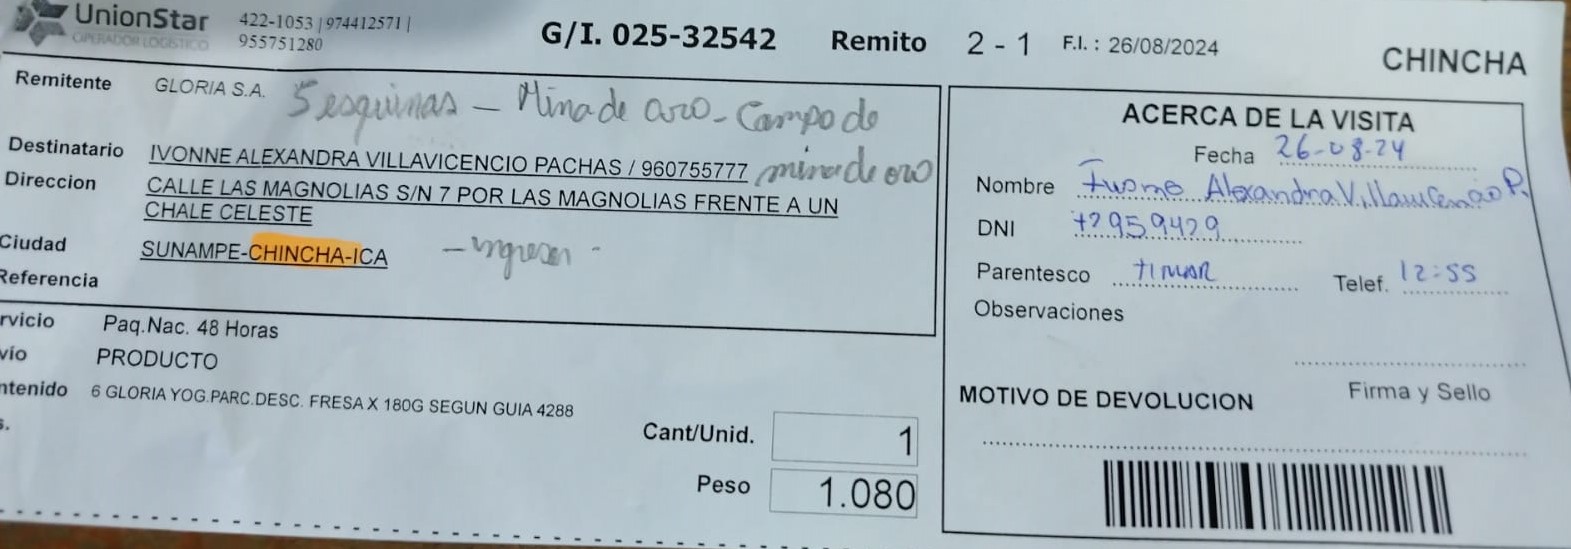 UnionStar
OPERADOR LOGISTICO
422-1053 | 974412571 |
955751280
G/I. 025-32542 Remito 2 - 1 F.I. : 26/08/2024
CHINCHA
Remitente GLORIA S.A. 5 esquinas - Mina de oro - Campo de
mina de oro
Destinatario IVONNE ALEXANDRA VILLAVICENCIO PACHAS / 960755777
Direccion CALLE LAS MAGNOLIAS S/N 7 POR LAS MAGNOLIAS FRENTE A UN
CHALE CELESTE
Ciudad SUNAMPE-CHINCHA-ICA
Referencia
rvicio Paq.Nac. 48 Horas
vío PRODUCTO
ntenido 6 GLORIA YOG.PARC.DESC. FRESA X 180G SEGUN GUIA 4288
s.
Cant/Unid. 1
Peso 1.080
ACERCA DE LA VISITA
Fecha 26-08-24
Nombre Alexandra Villavicencio P.
DNI 72959429
Parentesco Titular Telef. 12:55
Observaciones
Firma y Sello
MOTIVO DE DEVOLUCION